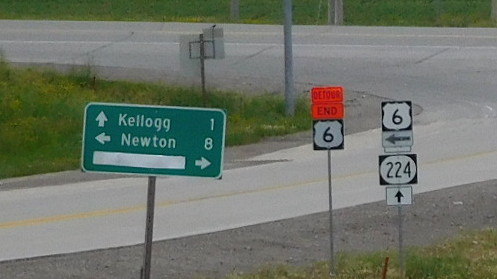 Kellogg 1
Newton 8
DETOUR
END
6
6
224